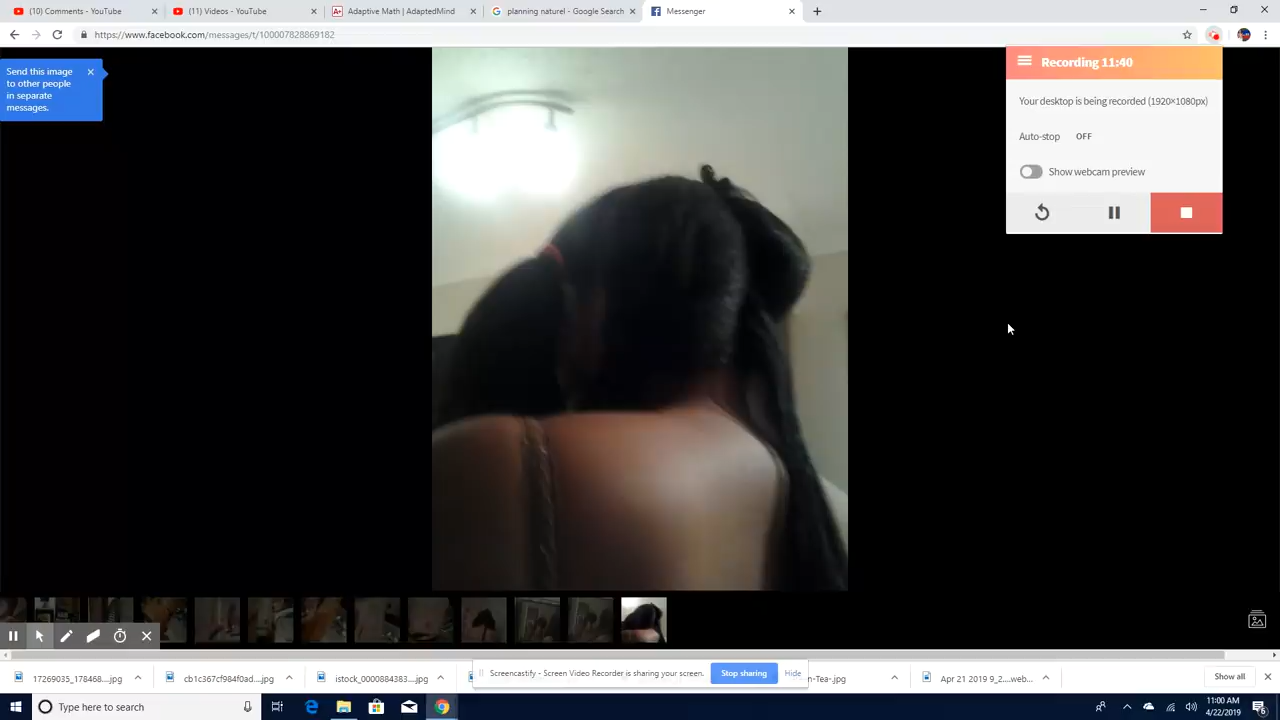 (10) Comments - YouTube
(11) Videos - YouTube
Adaptive Math | AdaptedMind
planning naturel - Google Search
Messenger
https://www.facebook.com/messages/t/100007828869182
Send this image
to other people
in separate
messages.
Recording 11:40
Your desktop is being recorded (1920×1080px)
Auto-stop OFF
Show webcam preview
Screencastify - Screen Video Recorder is sharing your screen.
Stop sharing
Hide
17269035_178468....jpg
cb1c367cf984f0ad....jpg
istock_0000884383....jpg
n-Tea-.jpg
Apr 21 2019 9_2....web...
Show all
Type here to search
11:00 AM
4/22/2019